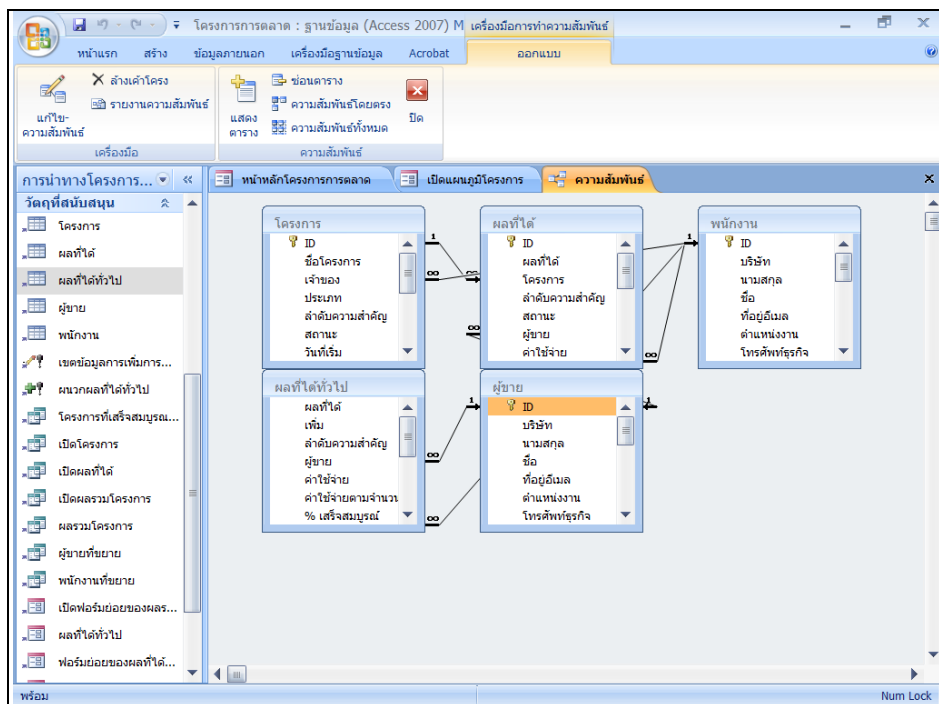 โครงการการตลาด : ฐานข้อมูล (Access 2007) M
เครื่องมือการทำความสัมพันธ์
หน้าแรก
สร้าง
ข้อมูลภายนอก
เครื่องมือฐานข้อมูล
Acrobat
ออกแบบ
แก้ไข-
ความสัมพันธ์
ล้างเค้าโครง
รายงานความสัมพันธ์
เครื่องมือ
แสดง
ตาราง
ซ่อนตาราง
ความสัมพันธ์โดยตรง
ความสัมพันธ์ทั้งหมด
ปิด
ความสัมพันธ์
การนำทางโครงการ...
วัตถุที่สนับสนุน
โครงการ
ผลที่ได้
ผลที่ได้ทั่วไป
ผู้ขาย
พนักงาน
เขตข้อมูลการเพิ่มการ...
ผนวกผลที่ได้ทั่วไป
โครงการที่เสร็จสมบูรณ...
เปิดโครงการ
เปิดผลที่ได้
เปิดผลรวมโครงการ
ผลรวมโครงการ
ผู้ขายที่ขยาย
พนักงานที่ขยาย
เปิดฟอร์มย่อยของผลร...
ผลที่ได้ทั่วไป
ฟอร์มย่อยของผลที่ได้...
หน้าหลักโครงการการตลาด
เปิดแผนภูมิโครงการ
ความสัมพันธ์
โครงการ
ID
ชื่อโครงการ
เจ้าของ
ประเภท
ลำดับความสำคัญ
สถานะ
วันที่เริ่ม
1
∞
ผลที่ได้
ID
ผลที่ได้
โครงการ
ลำดับความสำคัญ
สถานะ
ผู้ขาย
ค่าใช้จ่าย
∞
∞
1
พนักงาน
ID
บริษัท
นามสกุล
ชื่อ
ที่อยู่อีเมล
ตำแหน่งงาน
โทรศัพท์ธุรกิจ
ผลที่ได้ทั่วไป
ผลที่ได้
เพิ่ม
ลำดับความสำคัญ
ผู้ขาย
ค่าใช้จ่าย
ค่าใช้จ่ายตามจำนวน
% เสร็จสมบูรณ์
∞
∞
1
ผู้ขาย
ID
บริษัท
นามสกุล
ชื่อ
ที่อยู่อีเมล
ตำแหน่งงาน
โทรศัพท์ธุรกิจ
1
พร้อม
Num Lock